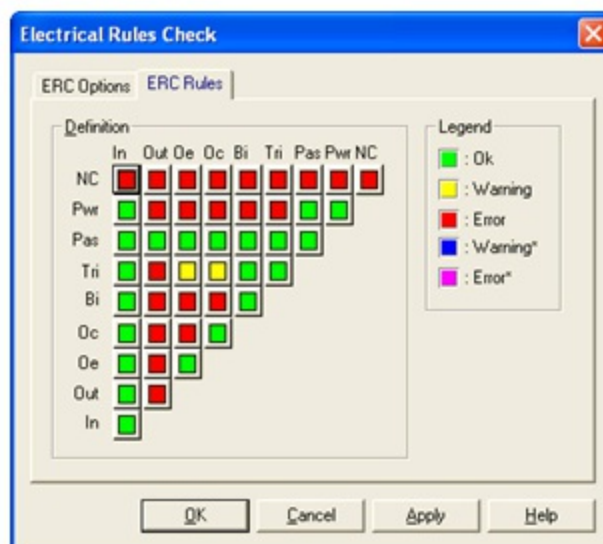 Electrical Rules Check
ERC Options ERC Rules
Definition
In Out Oe Oc Bi Tri Pas Pwr NC
NC
Pwr
Pas
Tri
Bi
Oc
Oe
Out
In
Legend
: Ok
: Warning
: Error
: Warning*
: Error*
OK Cancel Apply Help